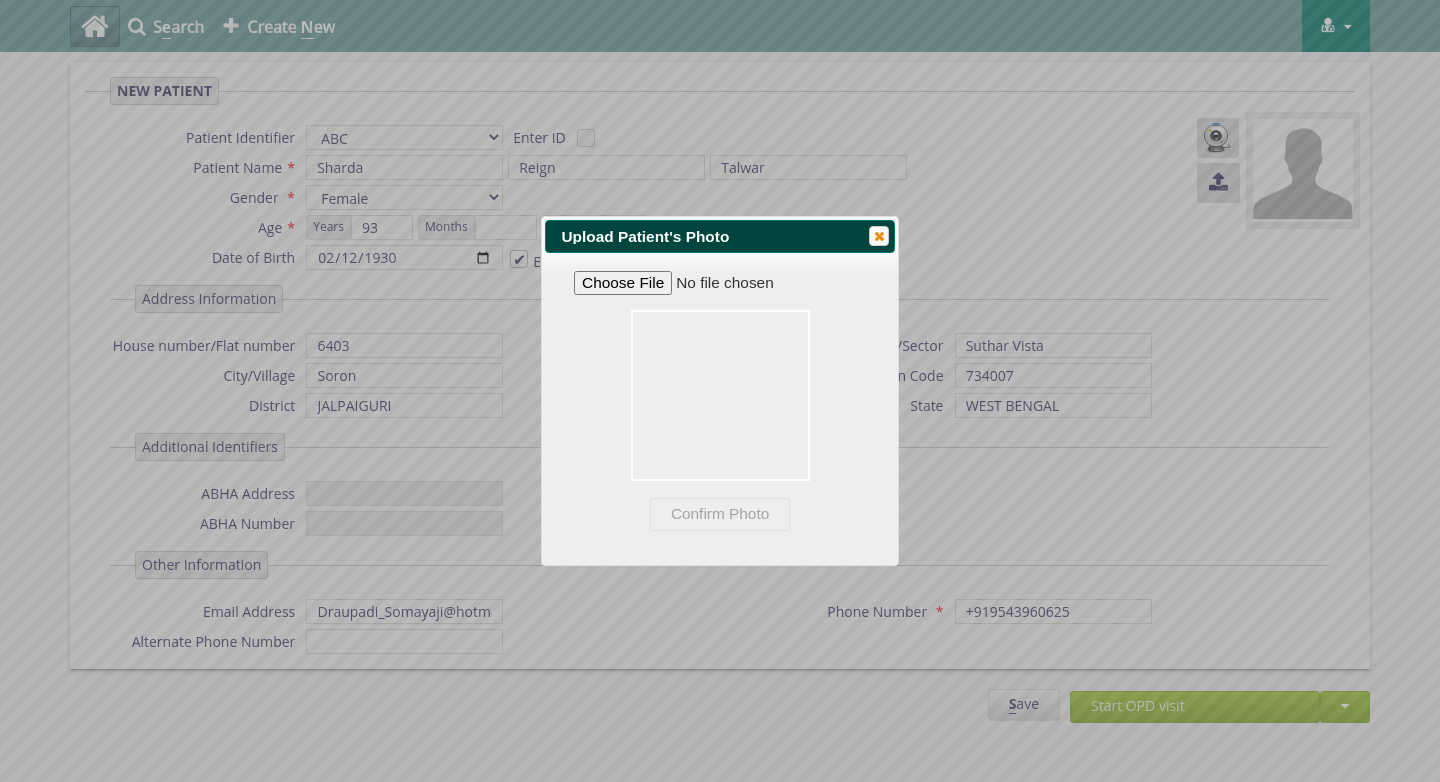 Search Create New
NEW PATIENT
Patient Identifier ABC Enter ID
Patient Name * Sharda Reign Talwar
Gender * Female
Age * Years 93 Months
Upload Patient's Photo
Date of Birth 02/12/1930 E
Choose File No file chosen
Address Information
House number/Flat number 6403 /Sector Suthar Vista
City/Village Soron n Code 734007
District JALPAIGURI State WEST BENGAL
Additional Identifiers
ABHA Address
Confirm Photo
ABHA Number
Other Information
Email Address Draupadi_Somayaji@hotm Phone Number * +919543960625
Alternate Phone Number
Save Start OPD visit